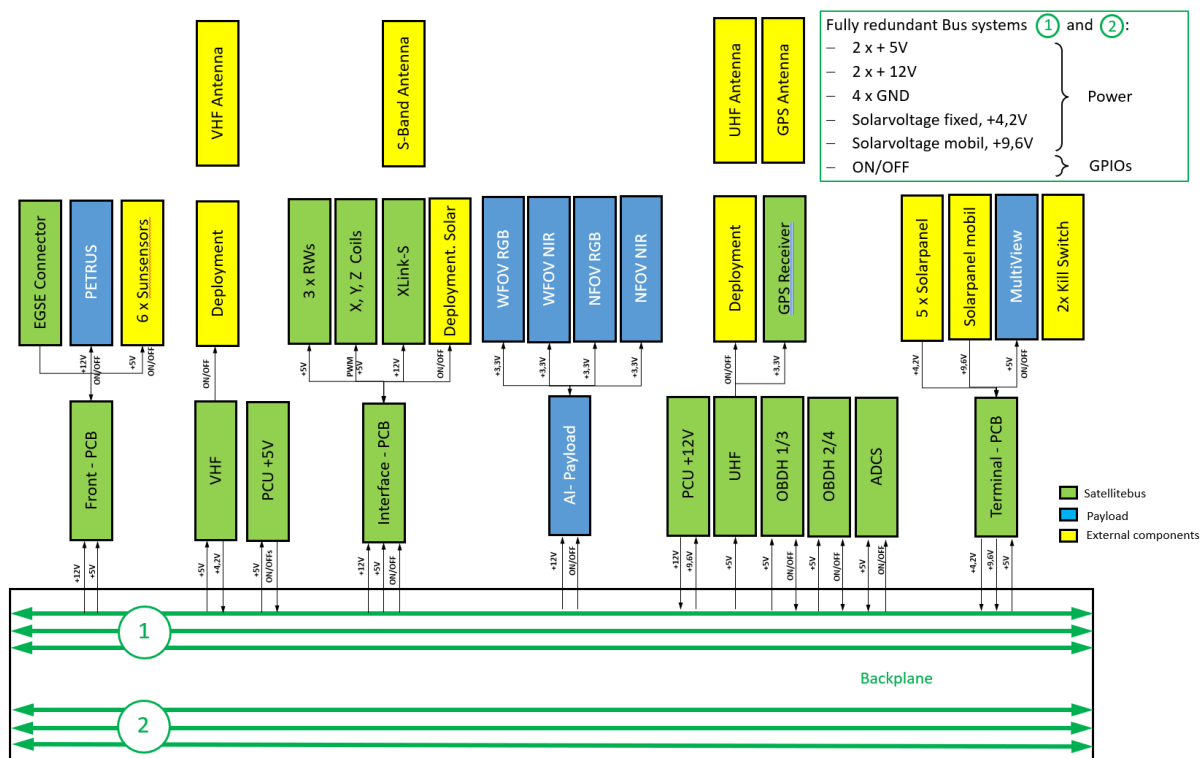 Fully redundant Bus systems 1 and 2:
– 2 x + 5V
– 2 x + 12V
– 4 x GND
– Solarvoltage fixed, +4,2V
– Solarvoltage mobil, +9,6V
– ON/OFF
Power
GPIOs
VHF Antenna
S-Band Antenna
UHF Antenna
GPS Antenna
EGSE Connector
PETRUS
6 x Sunsensors
Deployment
3 x RWs
X, Y, Z Coils
XLink-S
Deployment. Solar
WFOV RGB
WFOV NIR
NFOV RGB
NFOV NIR
Deployment
GPS Receiver
5 x Solarpanel
Solarpanel mobil
MultiView
2x Kill Switch
+12V
ON/OFF
+5V
ON/OFF
ON/OFF
+5V
PWM
+5V
+12V
ON/OFF
+3,3V
+3,3V
+3,3V
+3,3V
ON/OFF
+3,3V
+4,2V
+9,6V
+5V
ON/OFF
Front - PCB
VHF
PCU +5V
Interface - PCB
AI- Payload
PCU +12V
UHF
OBDH 1/3
OBDH 2/4
ADCS
Terminal - PCB
Satellitebus
Payload
External components
+12V
+5V
+5V
+4,2V
+5V
ON/OFFs
+12V
+5V
ON/OFF
+12V
ON/OFF
+12V
+9,6V
+5V
+5V
ON/OFF
+5V
ON/OFF
+5V
ON/OFF
+4,2V
+9,6V
+5V
1
Backplane
2